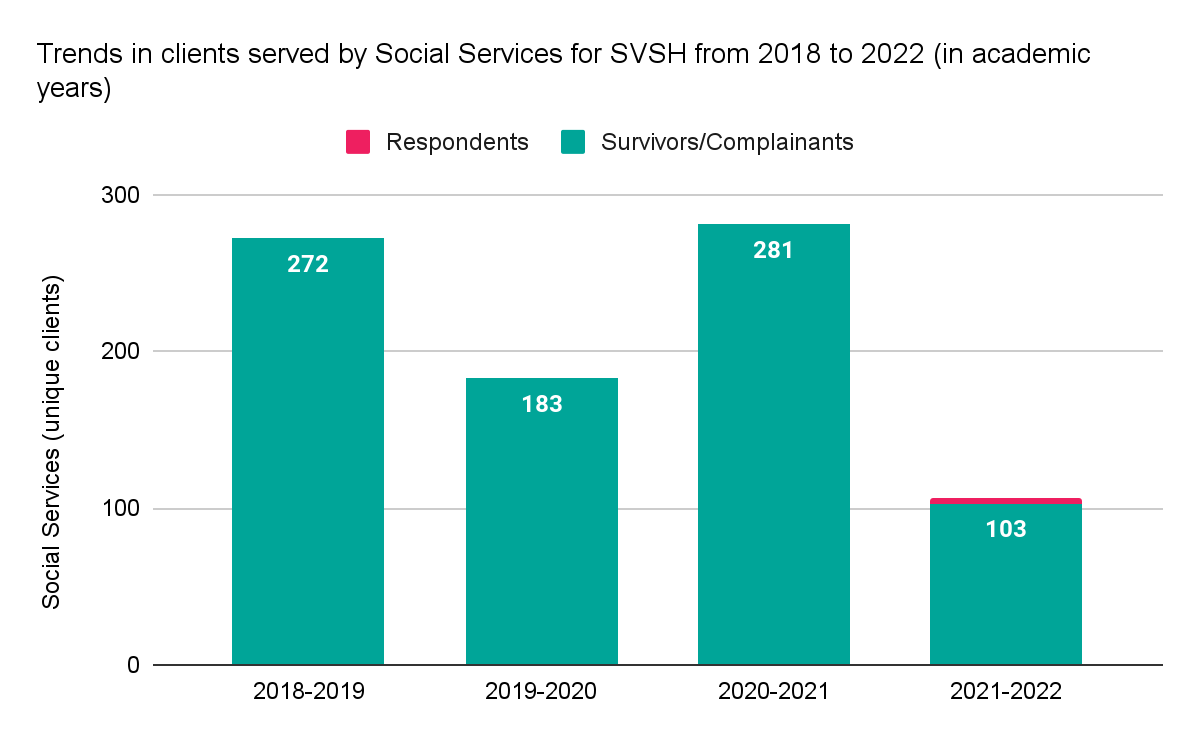 Trends in clients served by Social Services for SVSH from 2018 to 2022 (in academic
years)
Respondents
Survivors/Complainants
Social Services (unique clients)
300
200
100
0
272
183
281
103
2018-2019
2019-2020
2020-2021
2021-2022